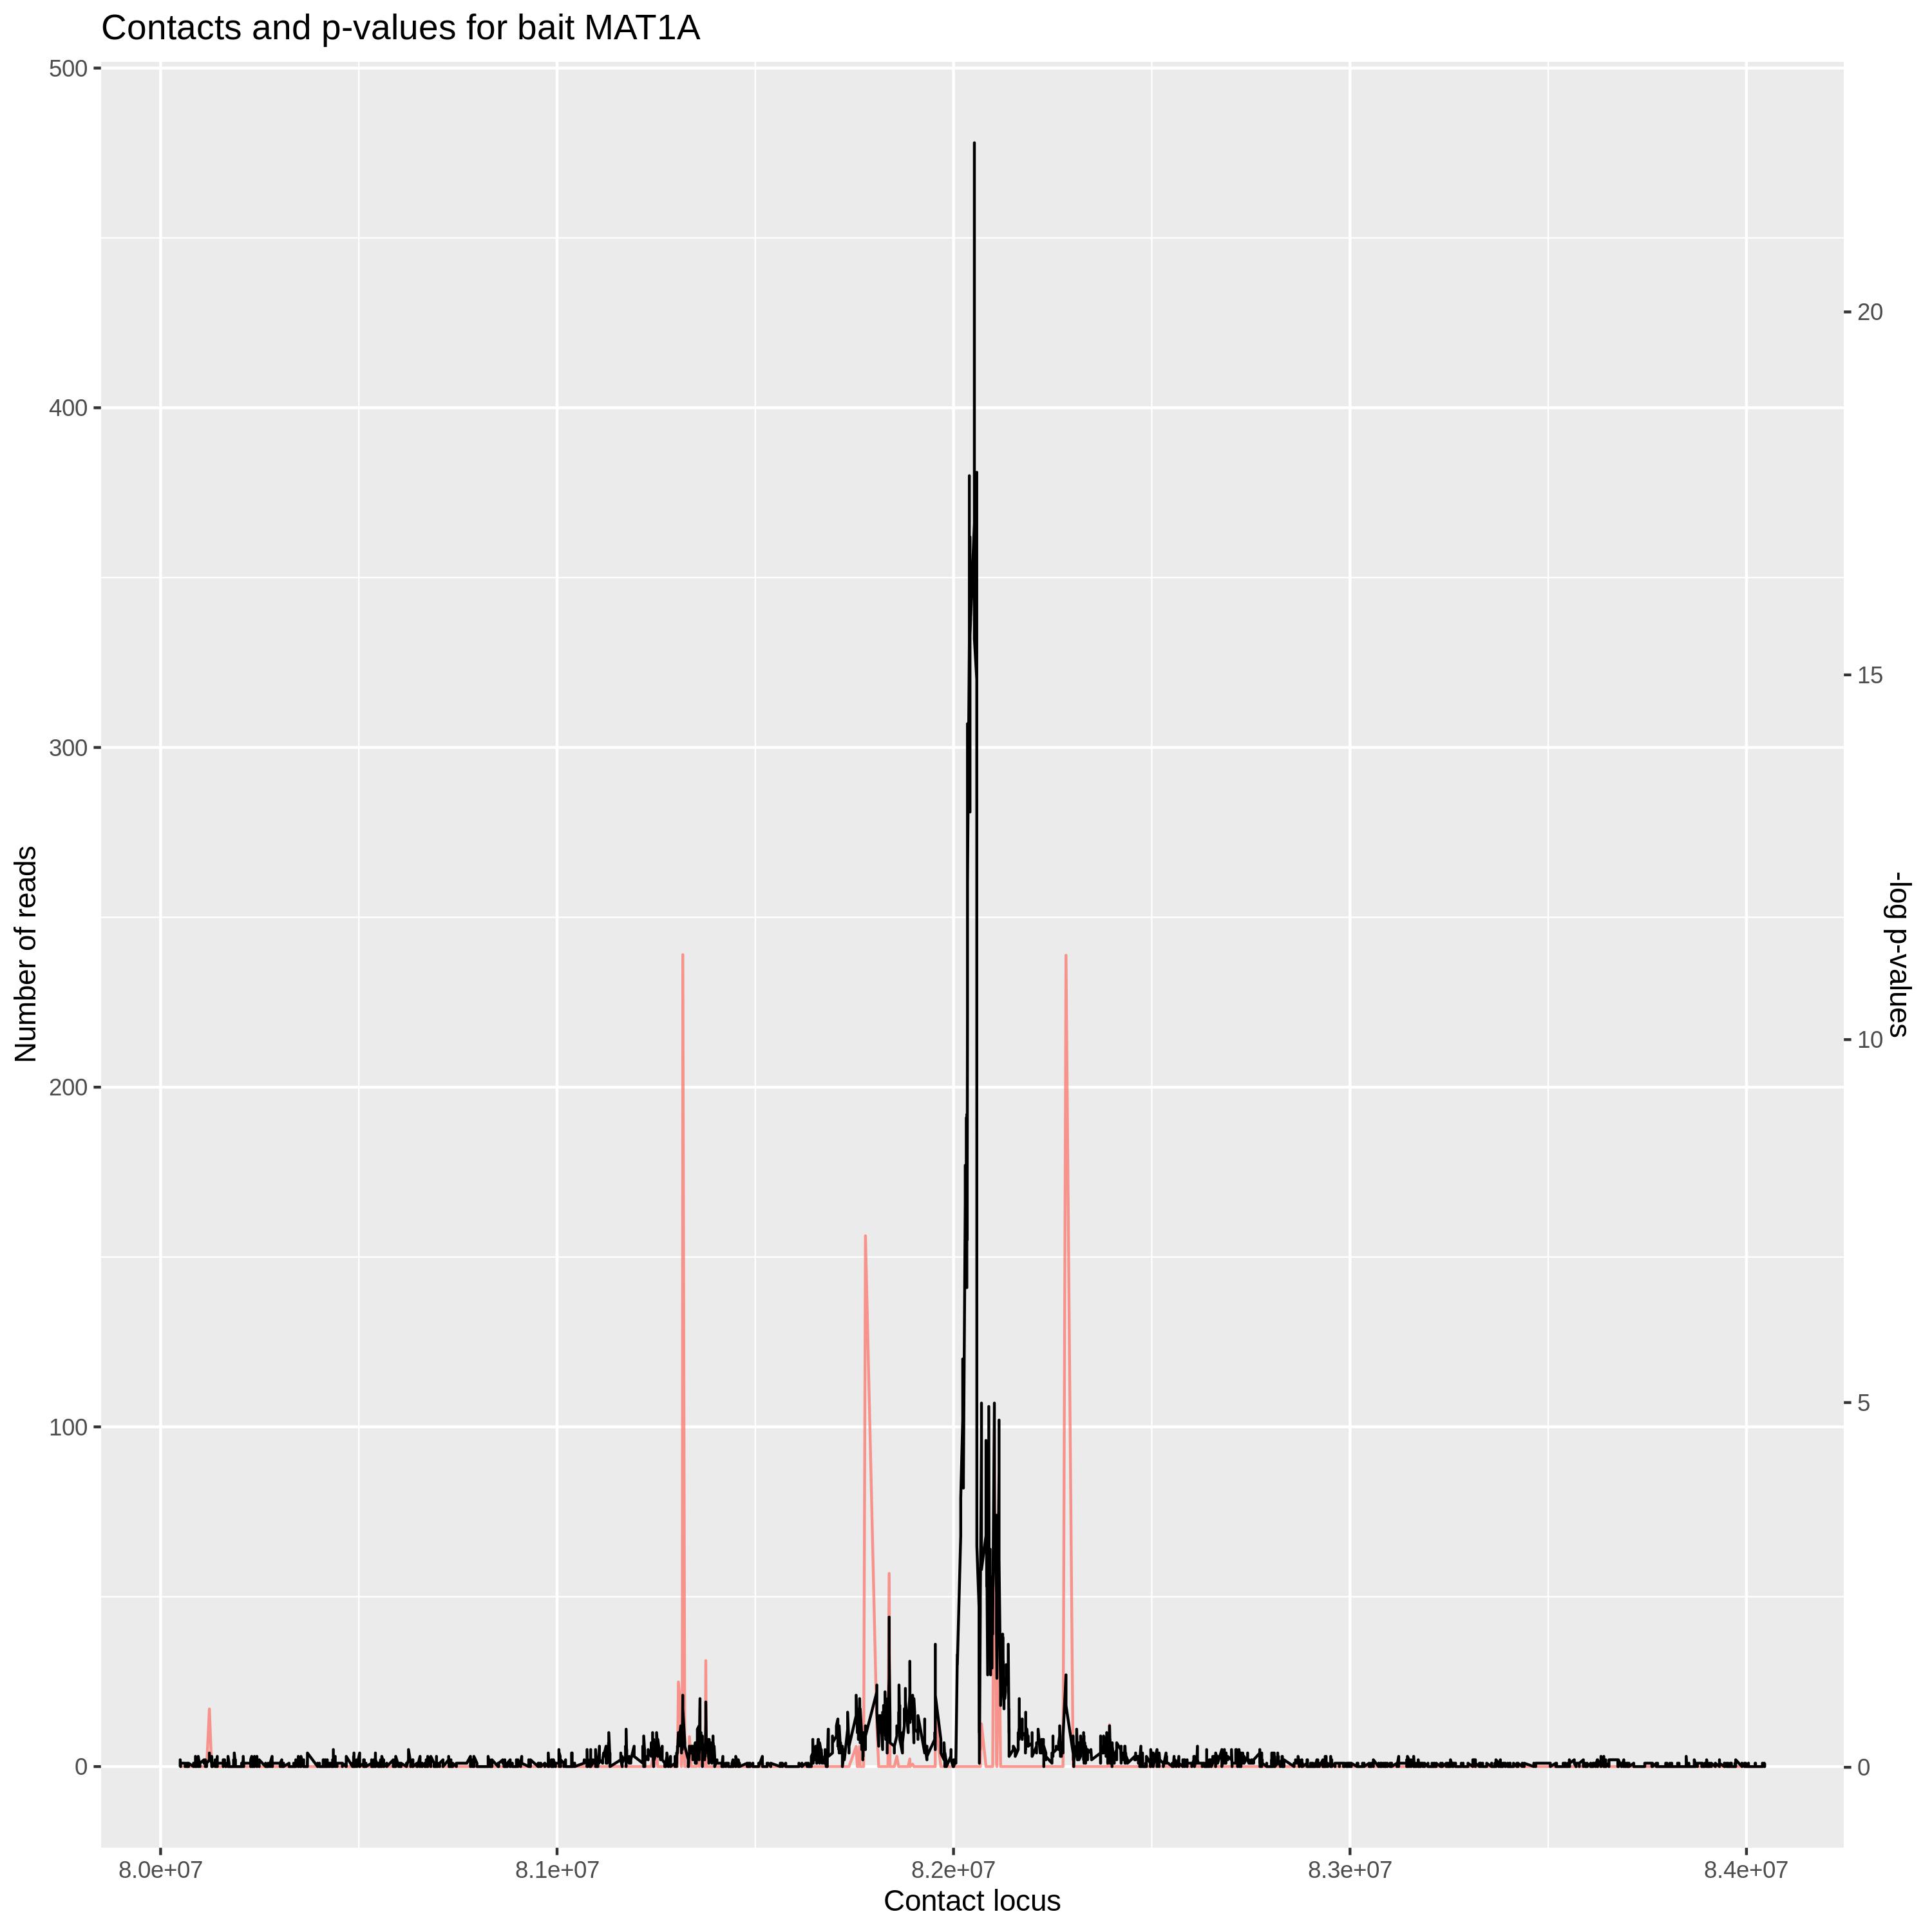 Contacts and p-values for bait MAT1A
500
400
300
200
100
0
Number of reads
20
15
10
5
0
-log p-values
8.0e+07
8.1e+07
8.2e+07
8.3e+07
8.4e+07
Contact locus